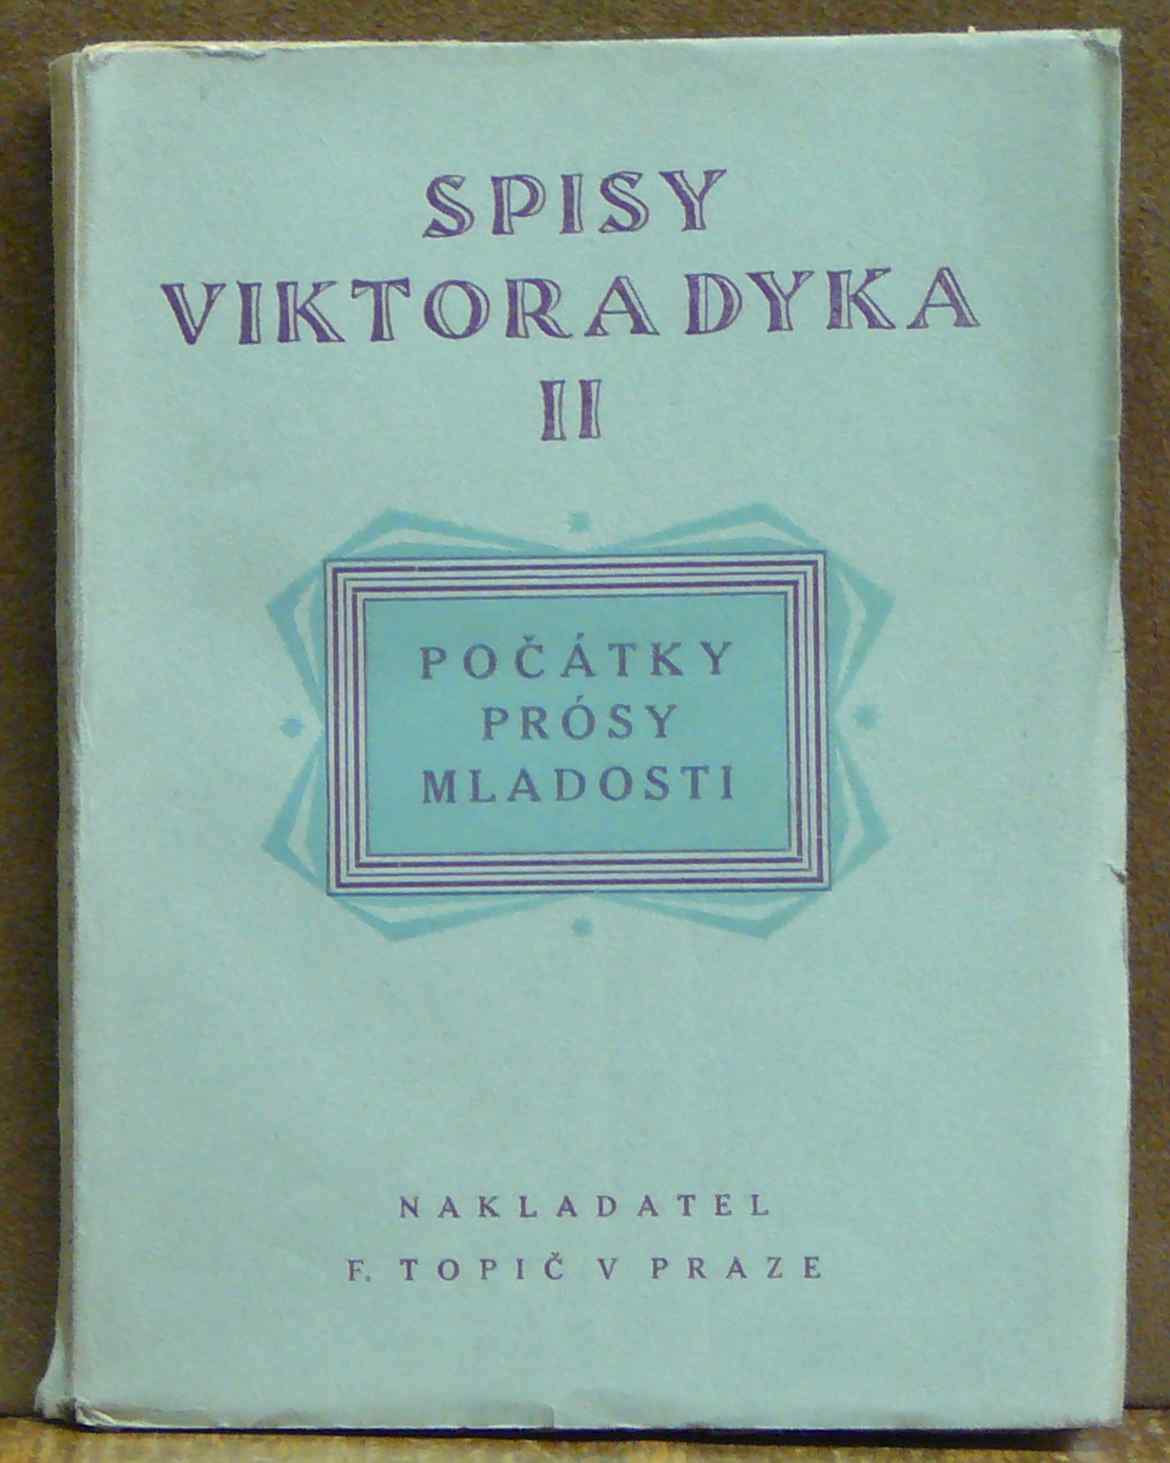 SPISY
VIKTORA DYKA
II
POČÁTKY
PRÓSY
MLADOSTI
NAKLADATEL
F. TOPIČ V PRAZE